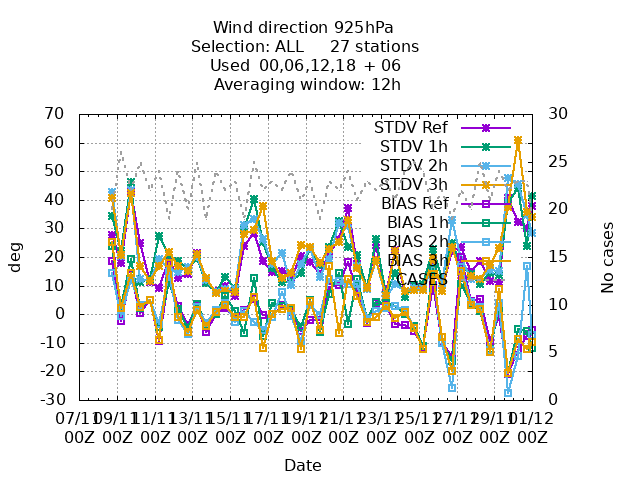 Wind direction 925hPa
Selection: ALL 27 stations
Used 00,06,12,18 + 06
Averaging window: 12h
70
60
50
40
30
20
10
0
-10
-20
-30
30
25
20
15
10
5
0
deg
No cases
STDV Ref
STDV 1h
STDV 2h
STDV 3h
BIAS Ref
BIAS 1h
BIAS 2h
BIAS 3h
CASES
07/11 09/11 11/11 13/11 15/11 17/11 19/11 21/11 23/11 25/11 27/11 29/11 01/12
00Z 00Z 00Z 00Z 00Z 00Z 00Z 00Z 00Z 00Z 00Z 00Z 00Z
Date